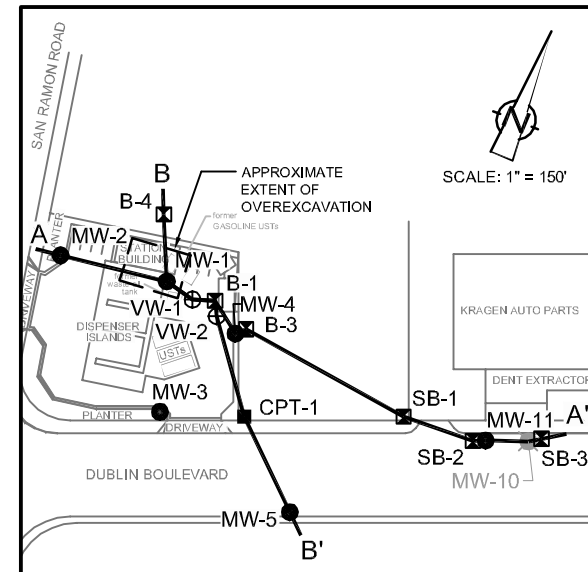 SAN RAMON ROAD
B
B-4
APPROXIMATE
EXTENT OF
OVEREXCAVATION
N
SCALE: 1" = 150'
former
GASOLINE USTs
A
PLANTER
MW-2
STATION
BUILDING
MW-1
waste
tank
VW-1
B-1
MW-4
VW-2
B-3
DRIVEWAY
DISPENSER
ISLANDS
USTs
KRAGEN AUTO PARTS
DENT EXTRACTOR
MW-3
CPT-1
SB-1
PLANTER
DRIVEWAY
MW-11
A'
SB-2
SB-3
MW-10
DUBLIN BOULEVARD
MW-5
B'